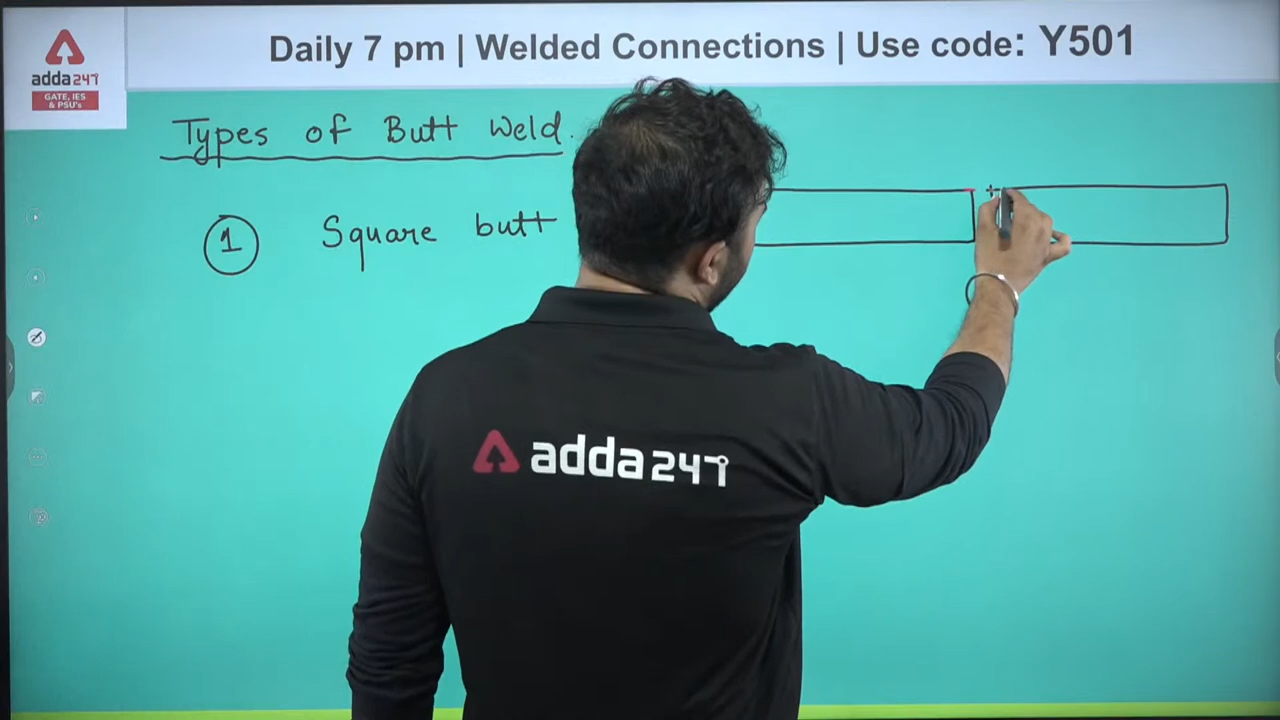 Daily 7 pm | Welded Connections | Use code: Y501
adda247
GATE, IES
& PSU's
Types of Butt Weld.
1 Square butt
adda247